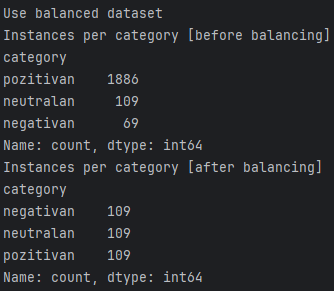 Use balanced dataset
Instances per category [before balancing]
category
pozitivan    1886
neutralan     109
negativan      69
Name: count, dtype: int64
Instances per category [after balancing]
category
negativan    109
neutralan    109
pozitivan    109
Name: count, dtype: int64